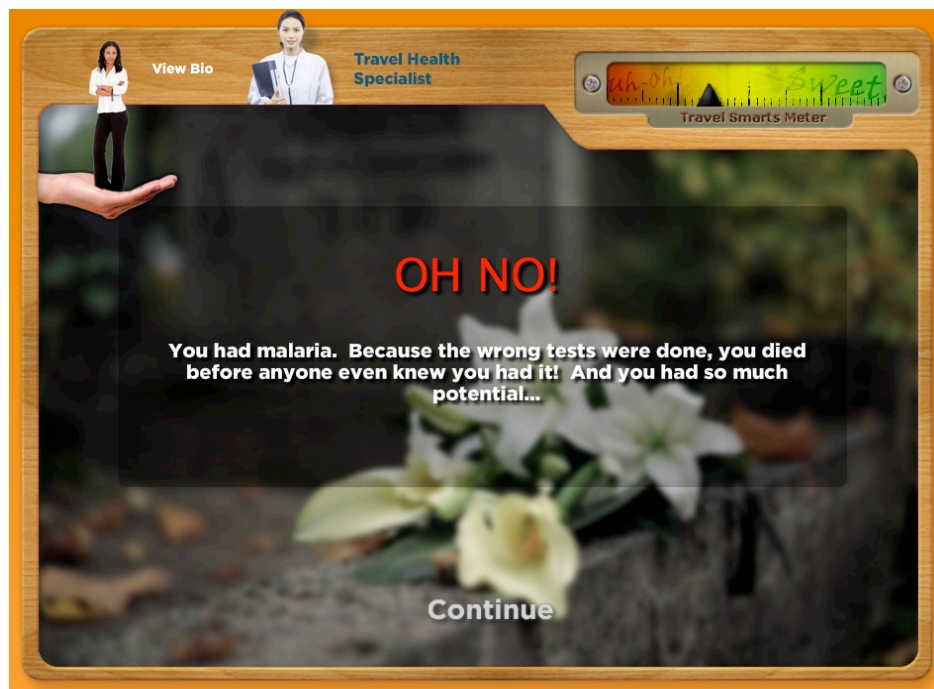 View Bio
Travel Health
Specialist
uh-oh!
Sweet
Travel Smarts Meter
OH NO!
You had malaria.  Because the wrong tests were done, you died
before anyone even knew you had it!  And you had so much
potential...
Continue